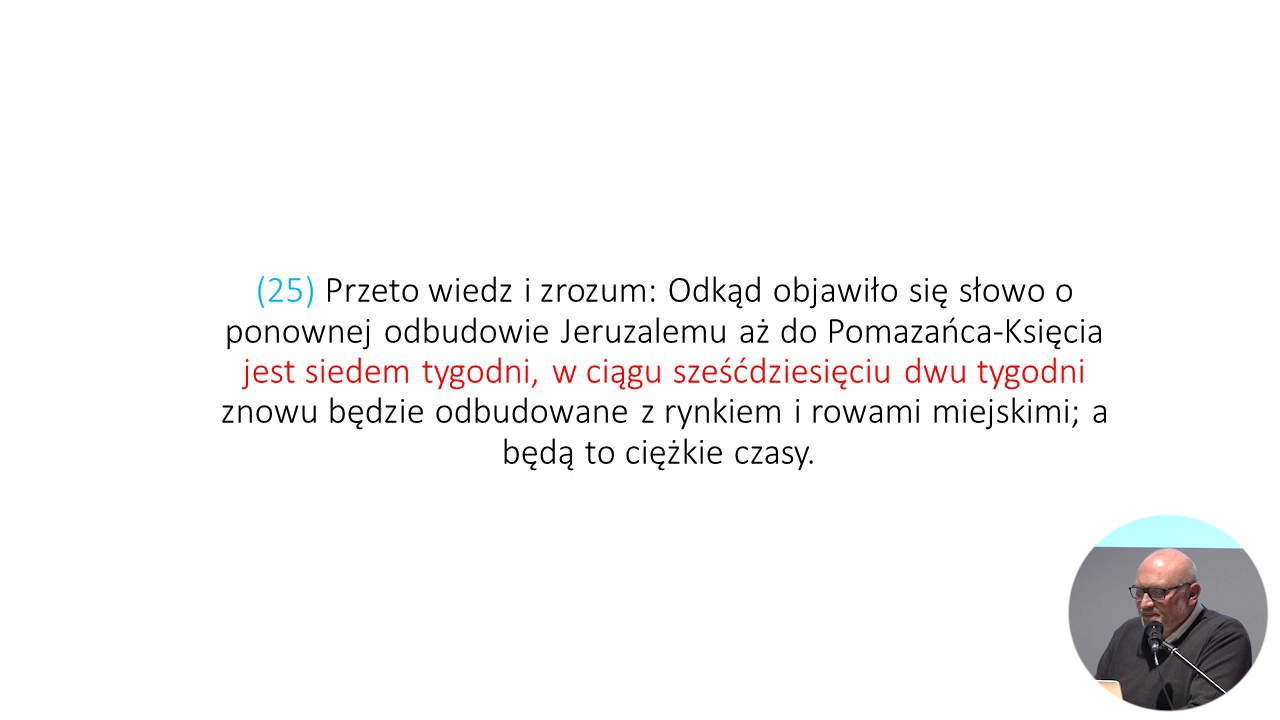 (25) Przeto wiedz i zrozum: Odkąd objawiło się słowo o
ponownej odbudowie Jeruzalemu aż do Pomazańca-Księcia
jest siedem tygodni, w ciągu sześćdziesięciu dwu tygodni
znowu będzie odbudowane z rynkiem i rowami miejskimi; a
będą to ciężkie czasy.